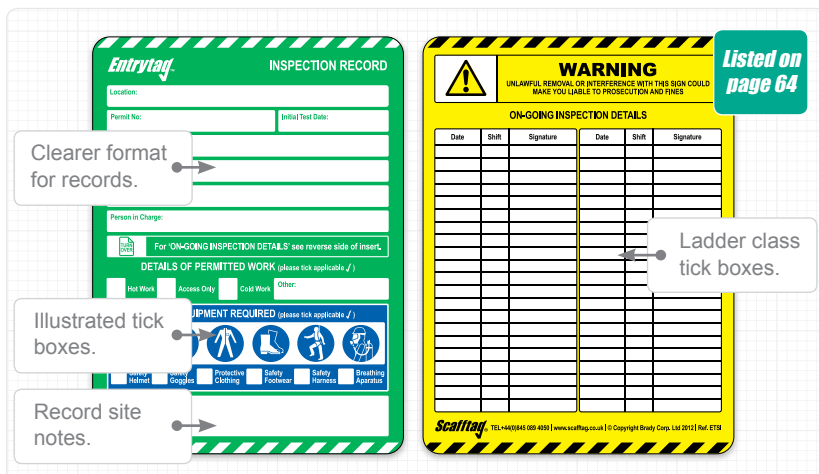 Entrytag.
INSPECTION RECORD
Location:
Permit No:
Initial Test Date:
Person in Charge:
TURN OVER
For 'ON-GOING INSPECTION DETAILS' see reverse side of insert.
DETAILS OF PERMITTED WORK (please tick applicable √ )
Hot Work
Access Only
Cold Work
Other:
UIPMENT REQUIRED (please tick applicable √ )
Safety Helmet
Safety Goggles
Protective Clothing
Safety Footwear
Safety Harness
Breathing Aparatus
Clearer format
for records.
Illustrated tick
boxes.
Record site
notes.
WARNING
UNLAWFUL REMOVAL OR INTERFERENCE WITH THIS SIGN COULD
MAKE YOU LIABLE TO PROSECUTION AND FINES
ON-GOING INSPECTION DETAILS
Date Shift Signature Date Shift Signature
Scafftag. TEL+44(0)845 089 4050 | www.scafftag.co.uk | © Copyright Brady Corp. Ltd 2012 | Ref. ETSI
Listed on
page 64
Ladder class
tick boxes.